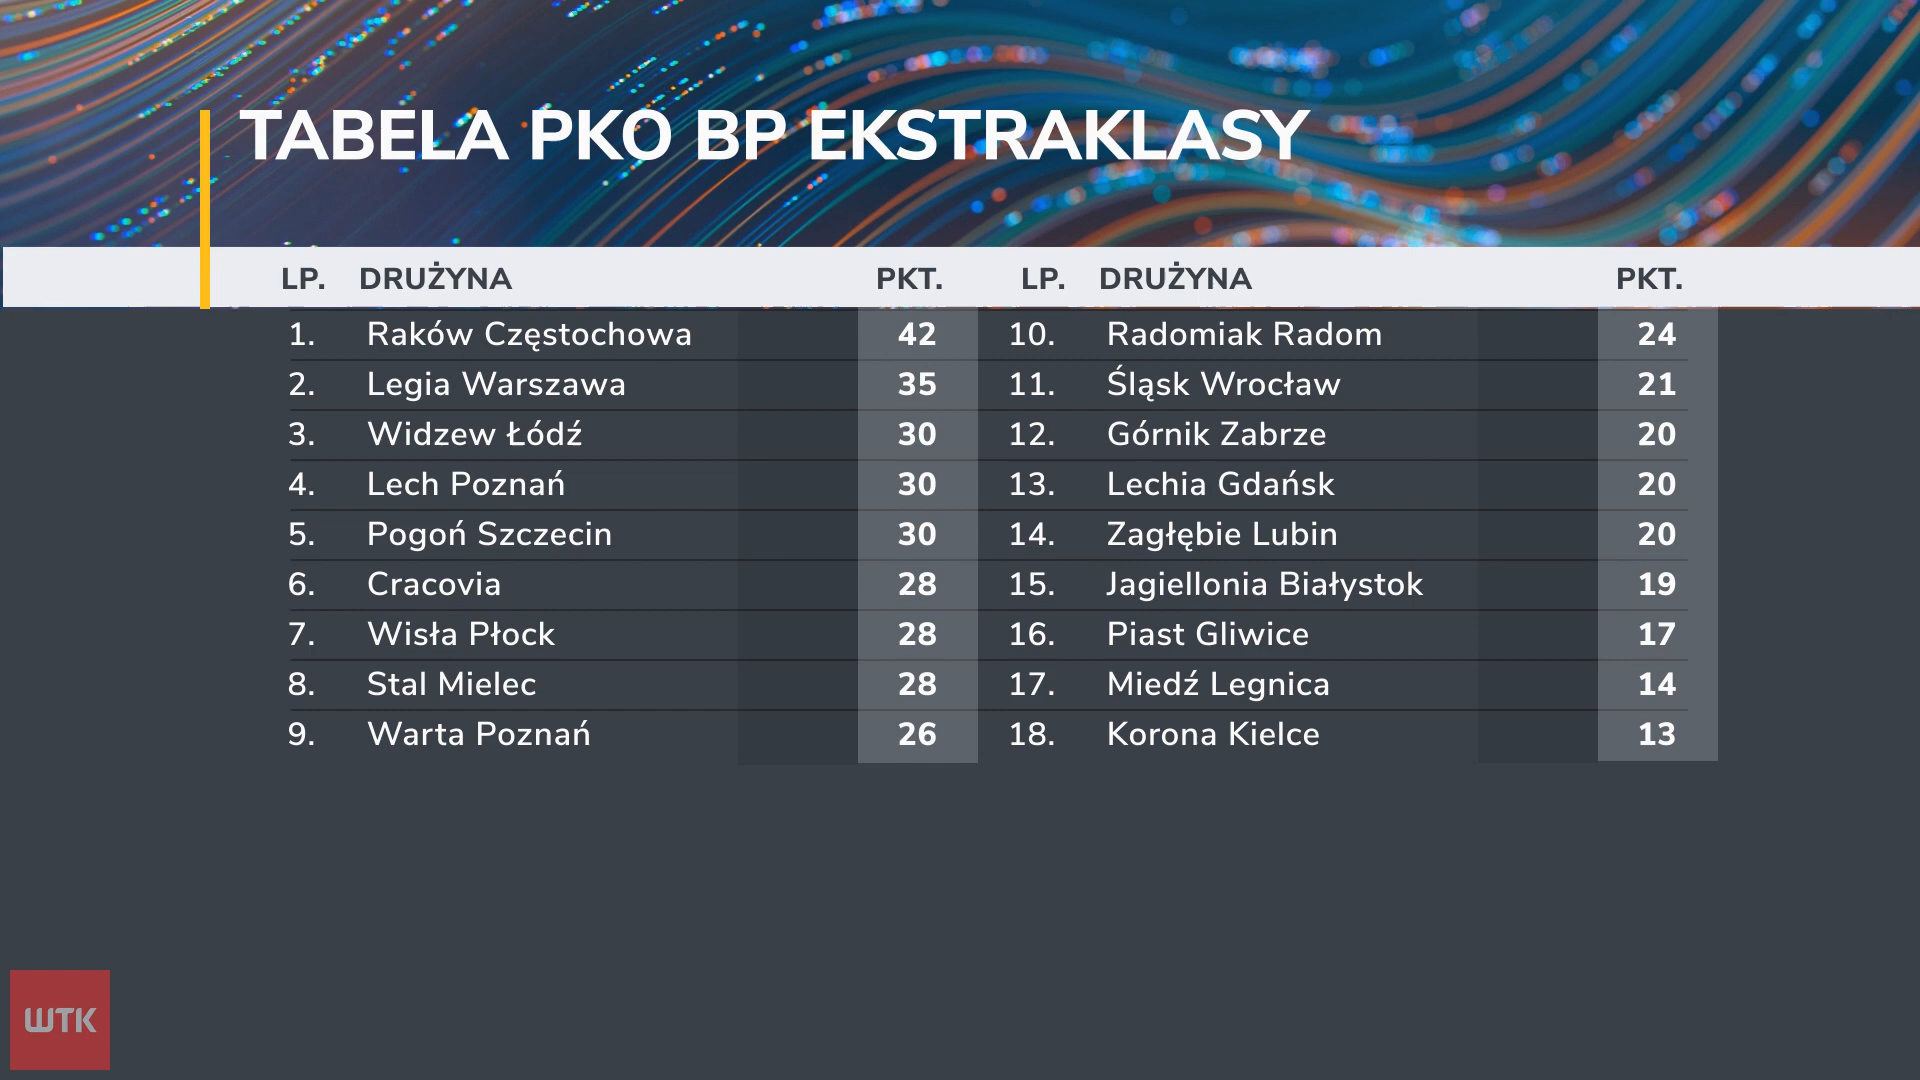 TABELA PKO BP EKSTRAKLASY
LP. DRUŻYNA PKT. LP. DRUŻYNA PKT.
1. Raków Częstochowa 42 10. Radomiak Radom 24
2. Legia Warszawa 35 11. Śląsk Wrocław 21
3. Widzew Łódź 30 12. Górnik Zabrze 20
4. Lech Poznań 30 13. Lechia Gdańsk 20
5. Pogoń Szczecin 30 14. Zagłębie Lubin 20
6. Cracovia 28 15. Jagiellonia Białystok 19
7. Wisła Płock 28 16. Piast Gliwice 17
8. Stal Mielec 28 17. Miedź Legnica 14
9. Warta Poznań 26 18. Korona Kielce 13
WTK